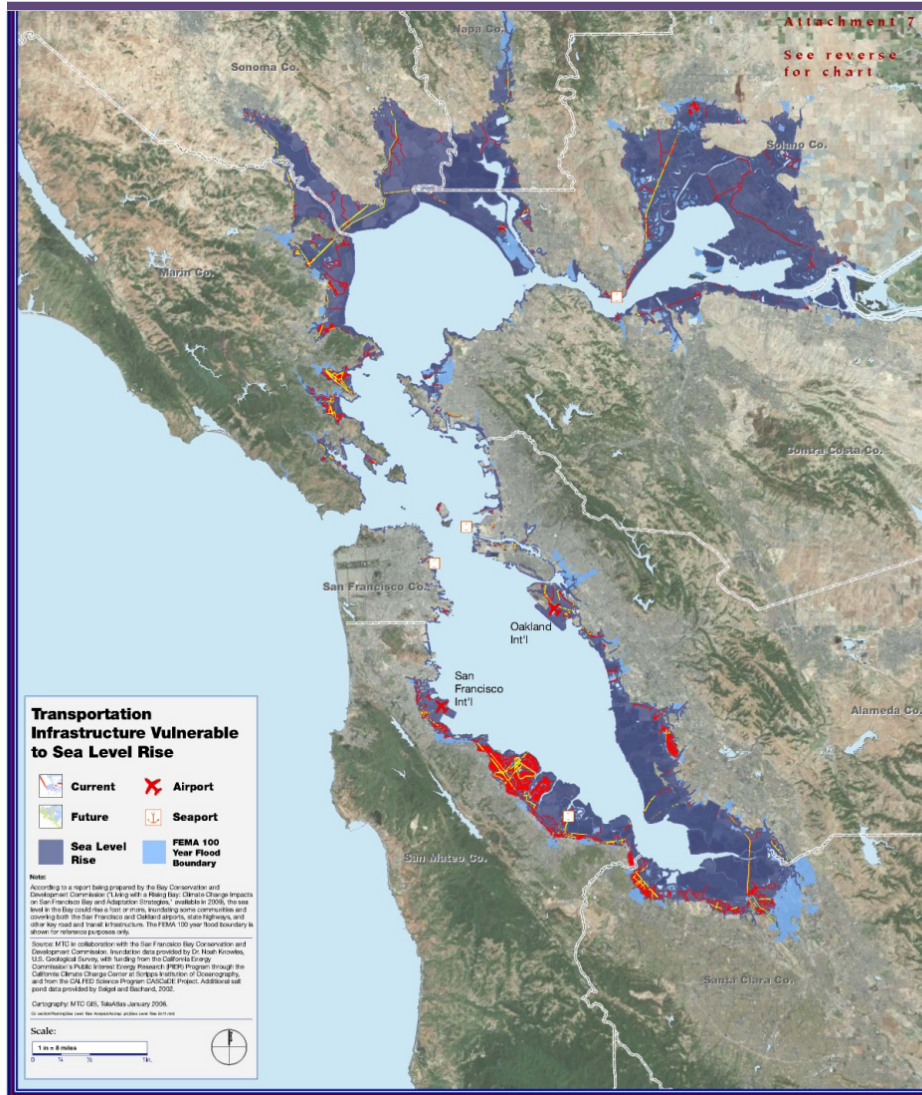 Attachment 7
See reverse
for chart
Napa Co.
Sonoma Co.
Solano Co.
Marin Co.
Contra Costa Co.
San Francisco Co.
Oakland
Int'l
San
Francisco
Int'l
Alameda Co.
San Mateo Co.
Santa Clara Co.
Transportation
Infrastructure Vulnerable
to Sea Level Rise
Current
Airport
Future
Seaport
Sea Level
Rise
FEMA 100
Year Flood
Boundary
Note:
According to a report being prepared by the Bay Conservation and
Development Commission ("Living with a Rising Bay: Climate Change Impacts
on San Francisco Bay and Adaptation Strategies," available in 2009), the sea
level in the Bay could rise a foot or more, inundating some communities and
covering both the San Francisco and Oakland airports, state highways, and
other key road and transit infrastructure. The FEMA 100 year flood boundary is
shown for reference purposes only.
Source: MTC in collaboration with the San Francisco Bay Conservation and
Development Commission. Inundation data provided by Dr. Noah Knowles,
U.S. Geological Survey, with funding from the California Energy
Commission's Public Interest Energy Research (PIER) Program through the
California Climate Change Center at Scripps Institution of Oceanography,
and from the CALFED Science Program CASCaDE Project. Additional salt
pond data provided by Seigel and Bachand, 2002.
Cartography: MTC GIS, TeleAtlas January 2006.
Scale:
1 in = 8 miles
0